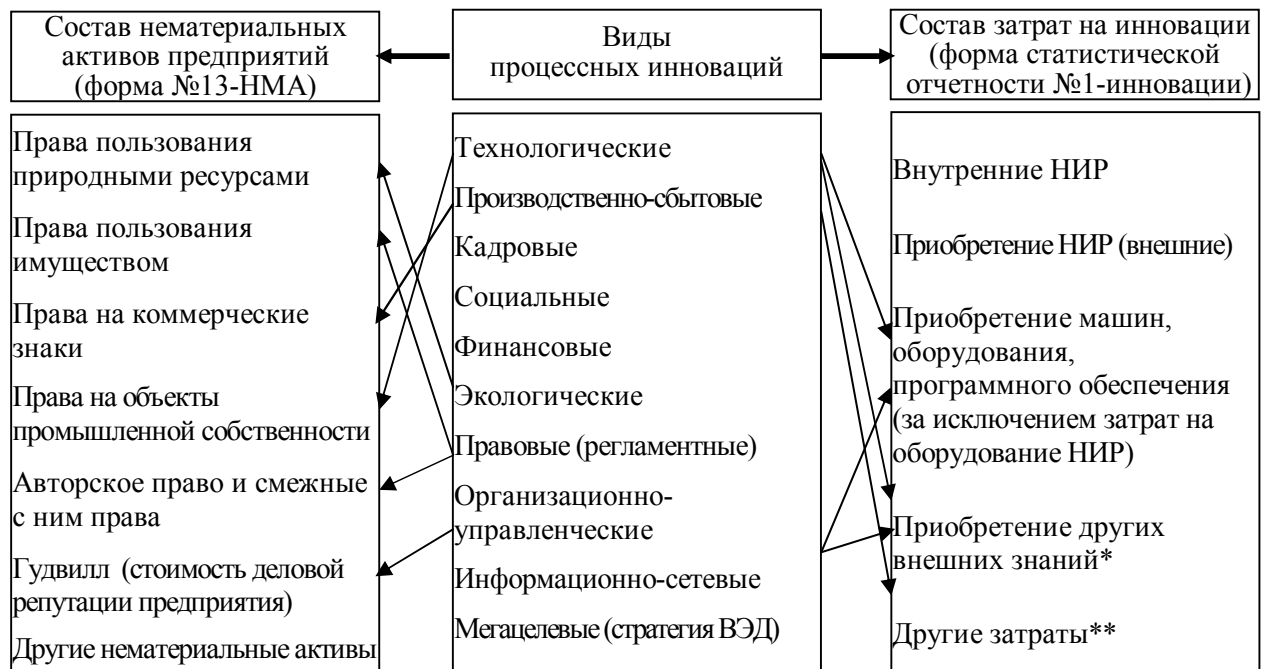 Состав нематериальных
активов предприятий
(форма №13-НМА)
Виды
процессных инноваций
Состав затрат на инновации
(форма статистической
отчетности №1-инновации)
Права пользования
природными ресурсами
Права пользования
имуществом
Права на коммерческие
знаки
Права на объекты
промышленной собственности
Авторское право и смежные
с ним права
Гудвилл (стоимость деловой
репутации предприятия)
Другие нематериальные активы
Технологические
Производственно-сбытовые
Кадровые
Социальные
Финансовые
Экологические
Правовые (регламентные)
Организационно-
управленческие
Информационно-сетевые
Мегацелевые (стратегия ВЭД)
Внутренние НИР
Приобретение НИР (внешние)
Приобретение машин,
оборудования,
программного обеспечения
(за исключением затрат на
оборудование НИР)
Приобретение других
внешних знаний*
Другие затраты**